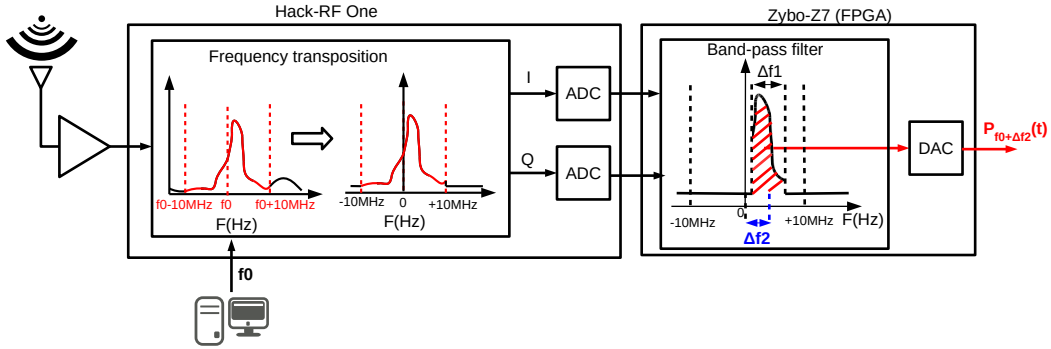 Hack-RF One
Zybo-Z7 (FPGA)
Frequency transposition
f0-10MHz
f0
f0+10MHz
F(Hz)
-10MHz
0
+10MHz
F(Hz)
f0
I
Q
ADC
ADC
Band-pass filter
Δf1
-10MHz
0
+10MHz
F(Hz)
Δf2
DAC
Pf0+Δf2(t)